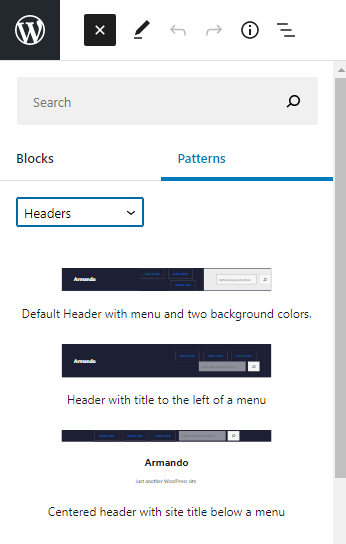 Search
Blocks Patterns
Headers
Armando
Default Header with menu and two background colors.
Armando
Header with title to the left of a menu
Armando
Just another WordPress site
Centered header with site title below a menu